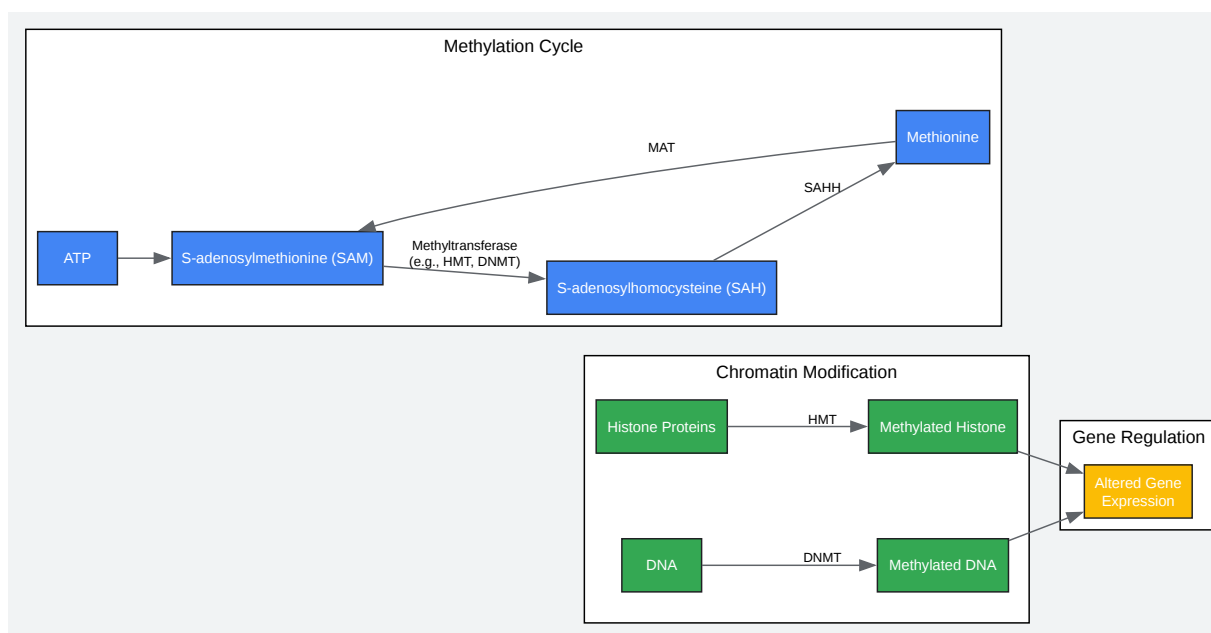 Methylation Cycle
Methionine
MAT
SAHH
ATP
S-adenosylmethionine (SAM)
Methyltransferase
(e.g., HMT, DNMT)
S-adenosylhomocysteine (SAH)
Chromatin Modification
Histone Proteins
HMT
Methylated Histone
DNA
DNMT
Methylated DNA
Gene Regulation
Altered Gene
Expression